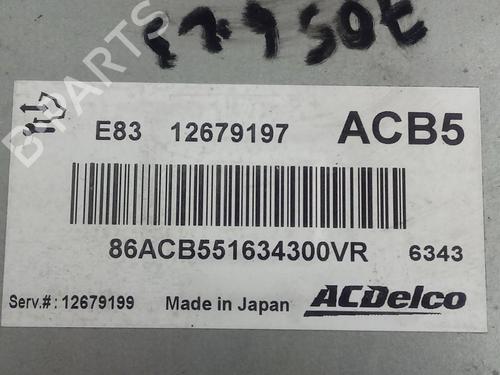 B-PARTS
E83 12679197 ACB5
86ACB551634300VR 6343
Serv.#: 12679199 Made in Japan ACDelco